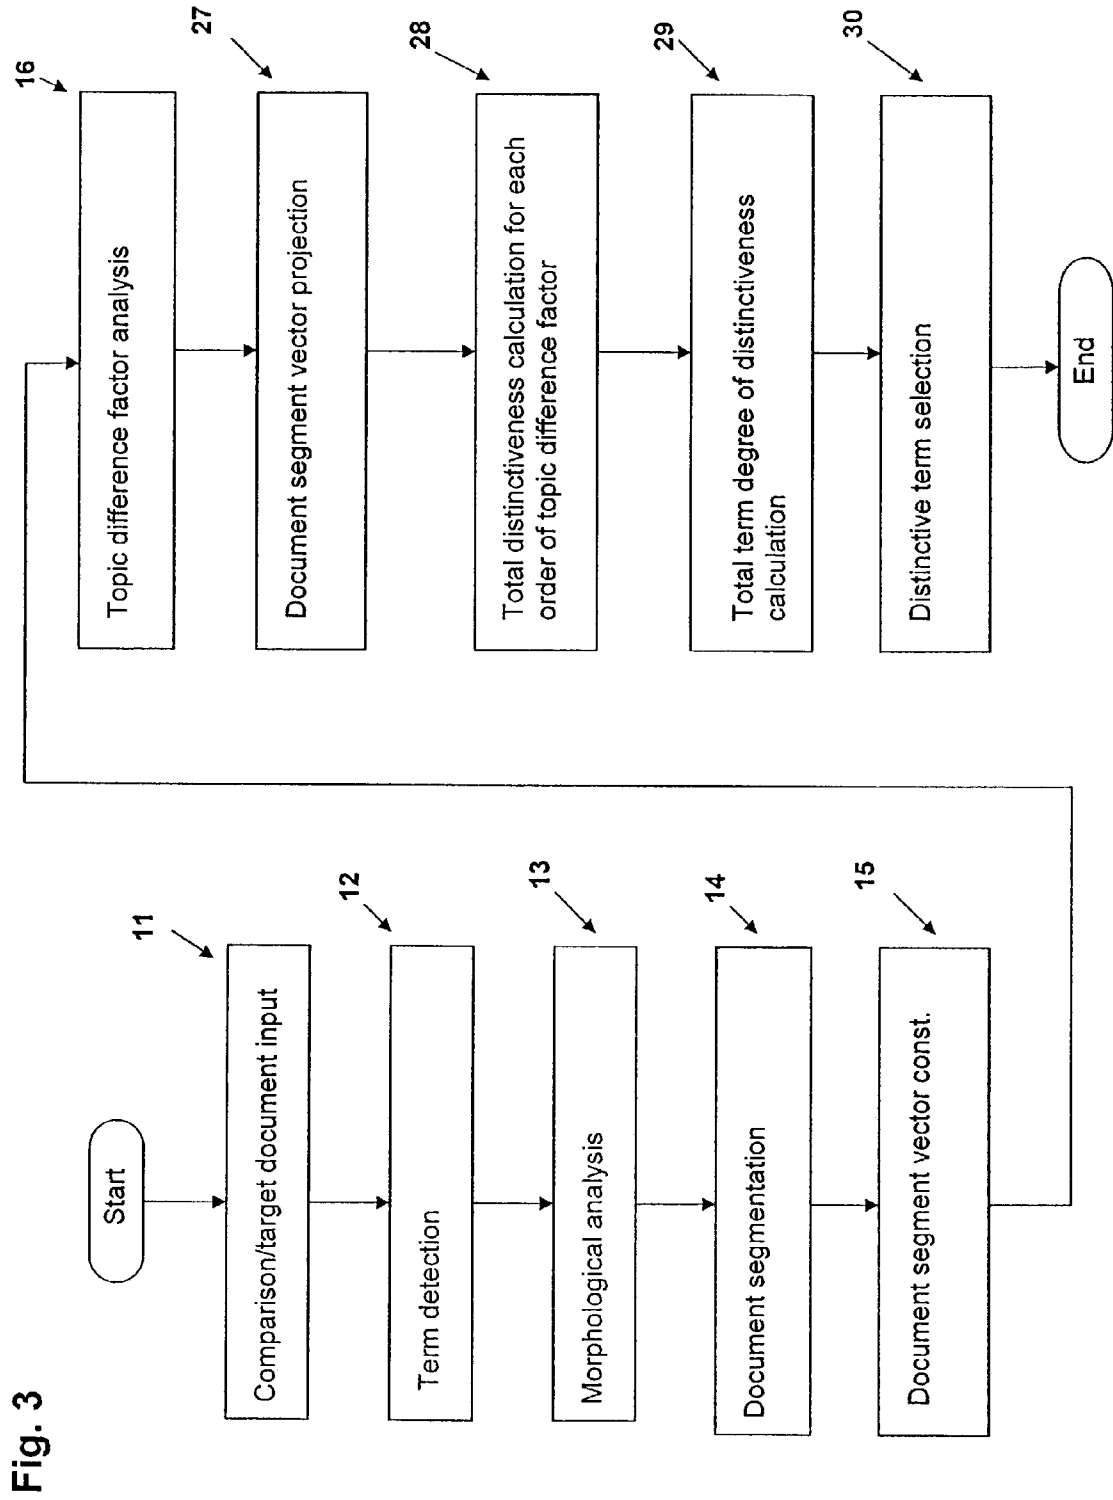 Fig. 3
Start
11
Comparison/target document input
12
Term detection
13
Morphological analysis
14
Document segmentation
15
Document segment vector const.
16
Topic difference factor analysis
27
Document segment vector projection
28
Total distinctiveness calculation for each
order of topic difference factor
29
Total term degree of distinctiveness
calculation
30
Distinctive term selection
End